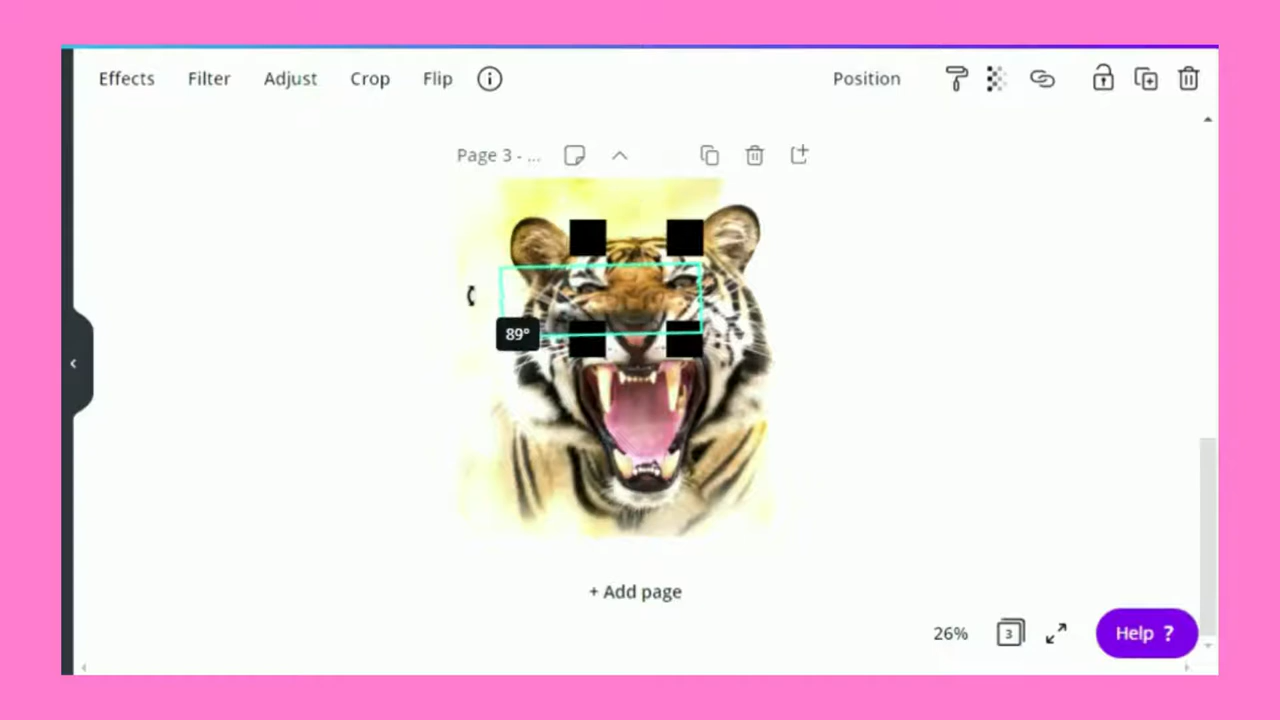 Effects Filter Adjust Crop Flip Position
Page 3 - ...
89°
+ Add page
26% 3 Help ?